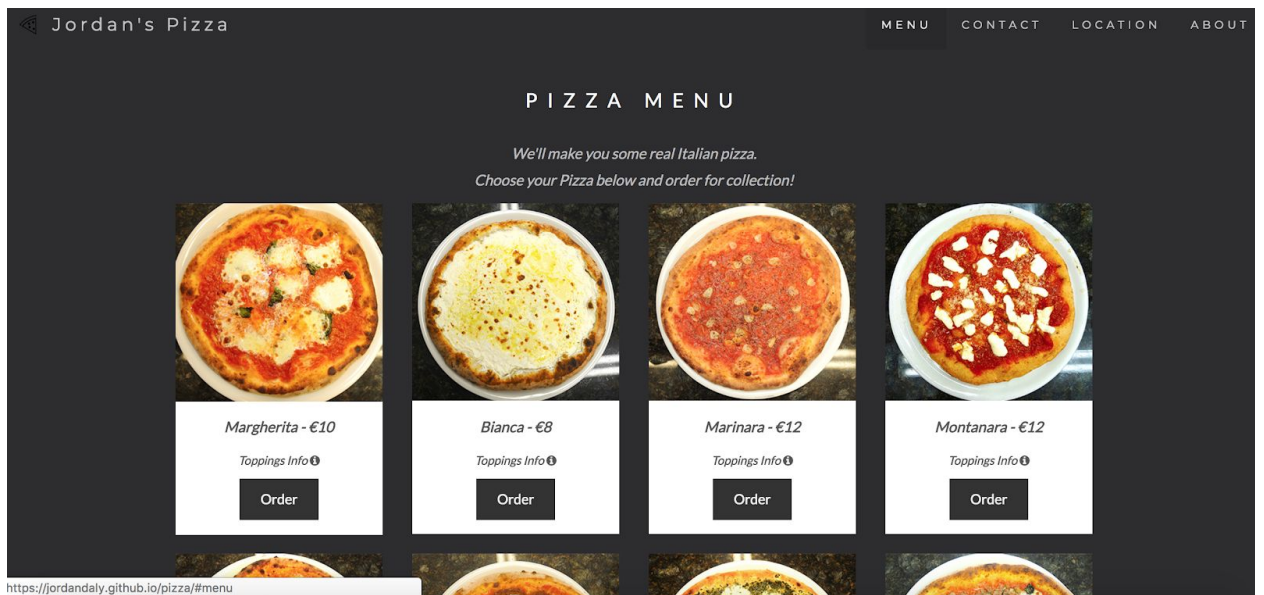 Jordan's Pizza
MENU CONTACT LOCATION ABOUT
PIZZA MENU
We'll make you some real Italian pizza.
Choose your Pizza below and order for collection!
Margherita - €10
Toppings Info
Order
Bianca - €8
Toppings Info
Order
Marinara - €12
Toppings Info
Order
Montanara - €12
Toppings Info
Order
https://jordandaly.github.io/pizza/#menu